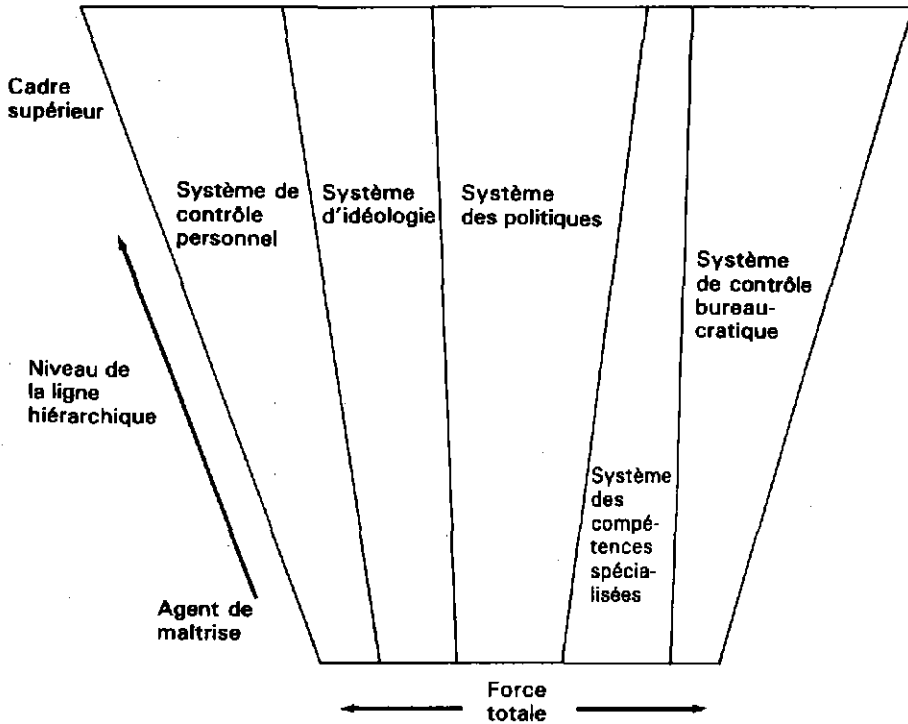 Cadre
supérieur
Système de
contrôle
personnel
Système
d'idéologie
Système
des politiques
Système
de contrôle
bureau-
cratique
Niveau de
la ligne
hiérarchique
Système
des
compé-
tences
spécia-
lisées
Agent de
maîtrise
Force
totale